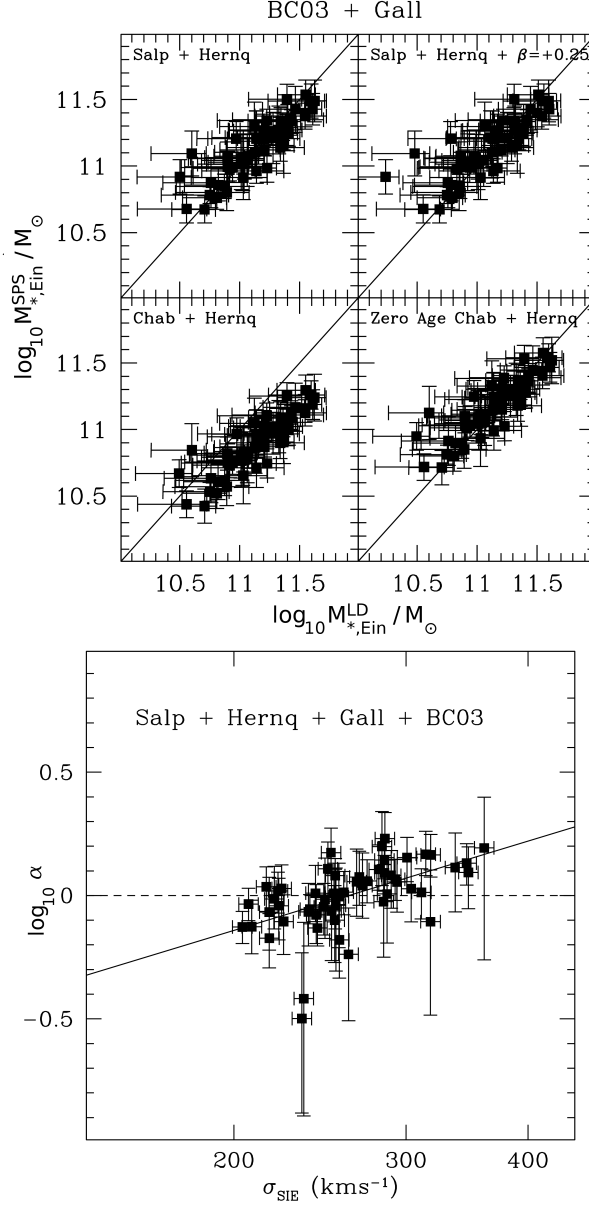 BC03 + Gall
Salp + Hernq
Salp + Hernq + β=+0.25
11.5
11
10.5
log₁₀ M^SPS_*,Ein / M⊙
Chab + Hernq
Zero Age Chab + Hernq
11.5
11
10.5
10.5 11 11.5 10.5 11 11.5
log₁₀ M^LD_*,Ein / M⊙
Salp + Hernq + Gall + BC03
0.5
0
−0.5
log₁₀ α
200 300 400
σ_SIE (kms⁻¹)